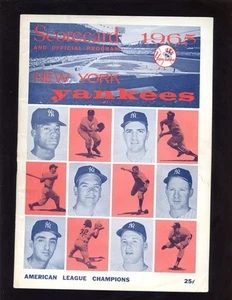 Scorecard 1965
AND OFFICIAL PROGRAM
NEW YORK
yankees
AMERICAN LEAGUE CHAMPIONS
25¢